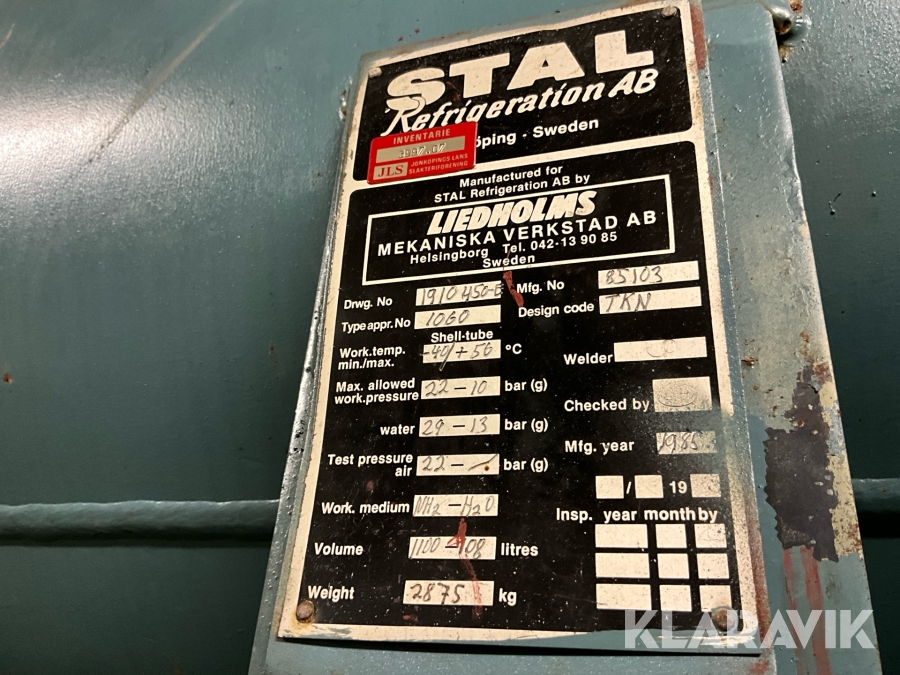 STAL
Refrigeration AB
öping - Sweden
INVENTARIE
JLS JÖNKÖPINGS LÄNS
SLAKTERIFÖRENING
Manufactured for
STAL Refrigeration AB by
LIEDHOLMS
MEKANISKA VERKSTAD AB
Helsingborg Tel. 042-13 90 85
Sweden
Drwg. No 1910450-E Mfg. No 85103
Type appr. No 1060 Design code TKN
Shell-tube
Work. temp. min./max. -40/+50 °C Welder
Max. allowed work. pressure 22-10 bar (g) Checked by
water 29-13 bar (g) Mfg. year 1985
Test pressure air 22- bar (g)
/ 19
Work. medium NH2-H2O Insp. year month by
Volume 1100-408 litres
Weight 2875 kg
KLARAVIK